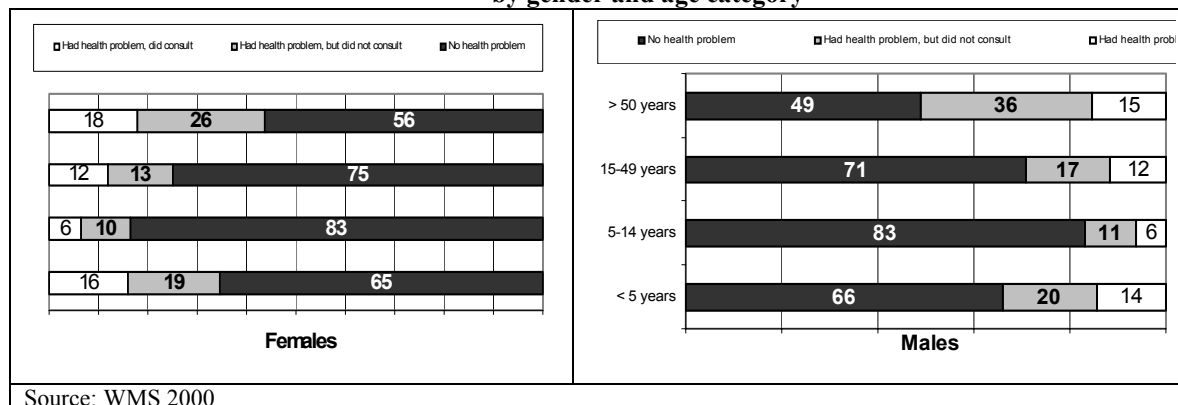 by gender and age category
Had health problem, did consult Had health problem, but did not consult No health problem
18 26 56
12 13 75
6 10 83
16 19 65
Females
No health problem Had health problem, but did not consult Had health
> 50 years 49 36 15
15-49 years 71 17 12
5-14 years 83 11 6
< 5 years 66 20 14
Males
Source: WMS 2000